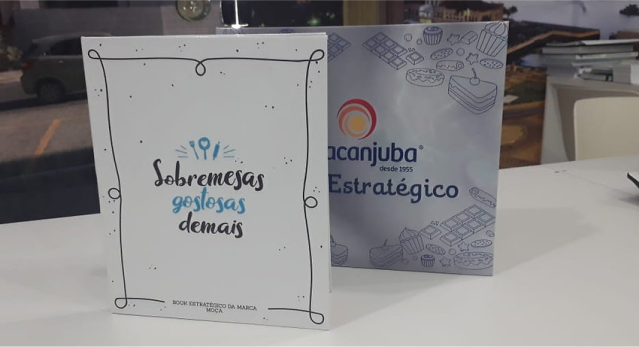 Sobremesas
gostosas
demais
BOOK ESTRATÉGICO DA MARCA
MOÇA
acanjuba®
desde 1955
Estratégico